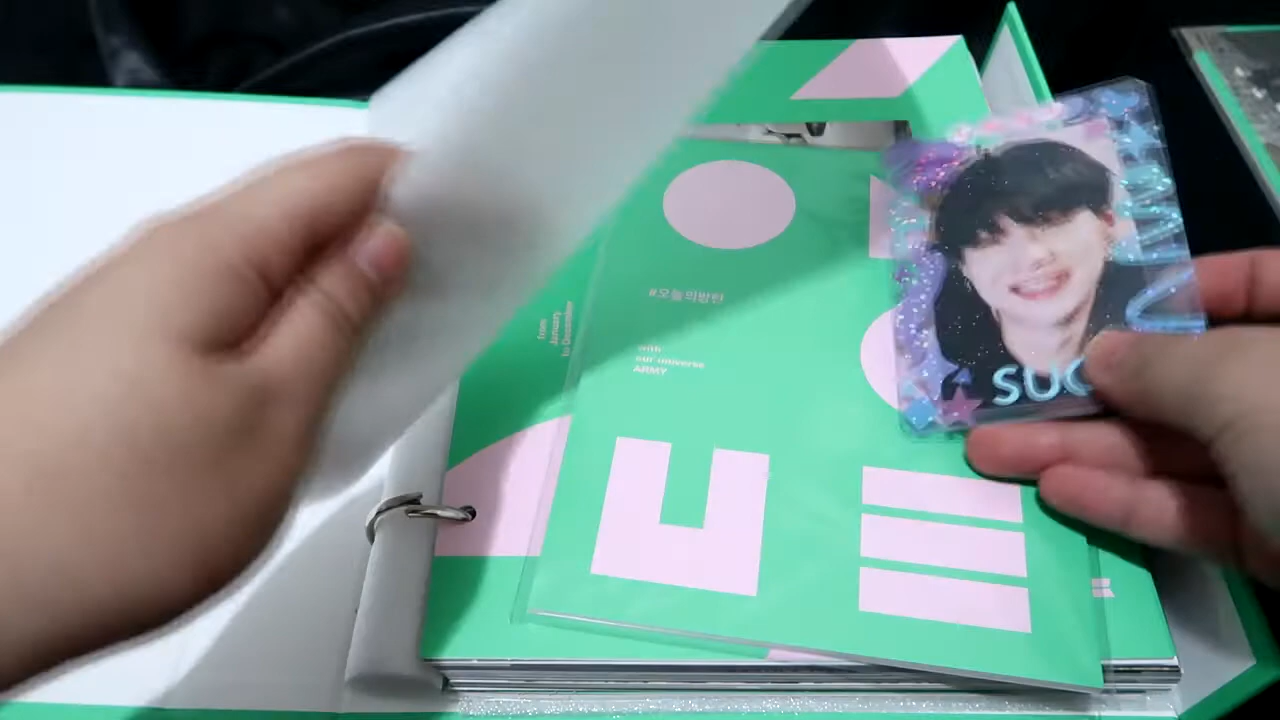 #오늘의방탄
from
January
to December
with
our universe
ARMY
SUG